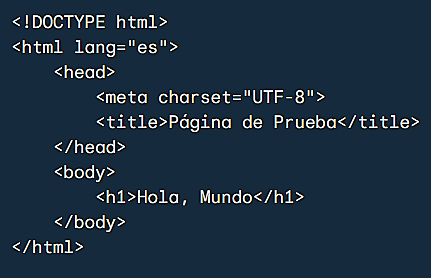 <!DOCTYPE html>
<html lang="es">
    <head>
        <meta charset="UTF-8">
        <title>Página de Prueba</title>
    </head>
    <body>
        <h1>Hola, Mundo</h1>
    </body>
</html>